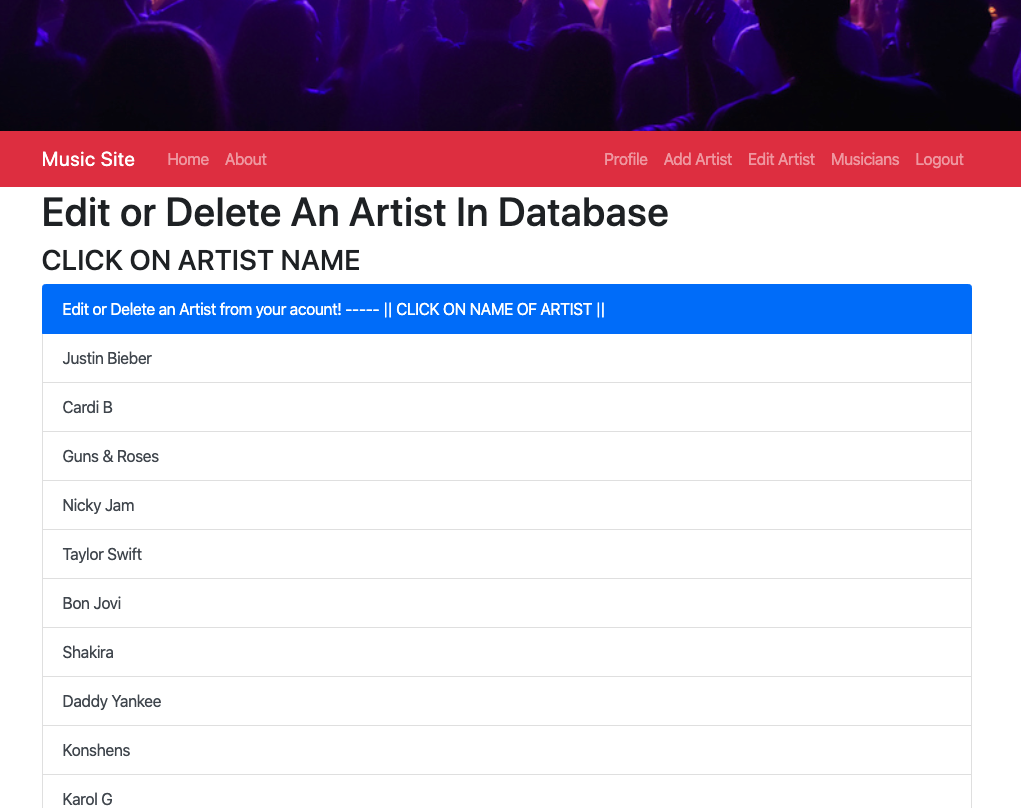 Music Site Home About Profile Add Artist Edit Artist Musicians Logout
Edit or Delete An Artist In Database
CLICK ON ARTIST NAME
Edit or Delete an Artist from your acount! ----- || CLICK ON NAME OF ARTIST ||
Justin Bieber
Cardi B
Guns & Roses
Nicky Jam
Taylor Swift
Bon Jovi
Shakira
Daddy Yankee
Konshens
Karol G